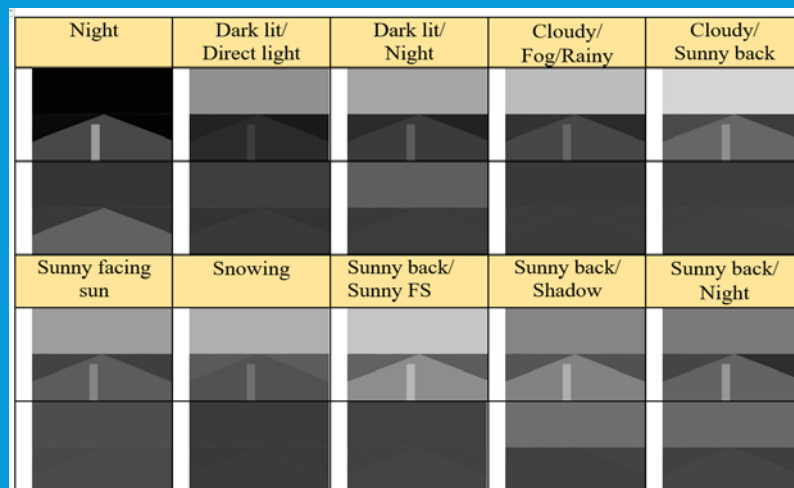 Night
Dark lit/
Direct light
Dark lit/
Night
Cloudy/
Fog/Rainy
Cloudy/
Sunny back
Sunny facing
sun
Snowing
Sunny back/
Sunny FS
Sunny back/
Shadow
Sunny back/
Night